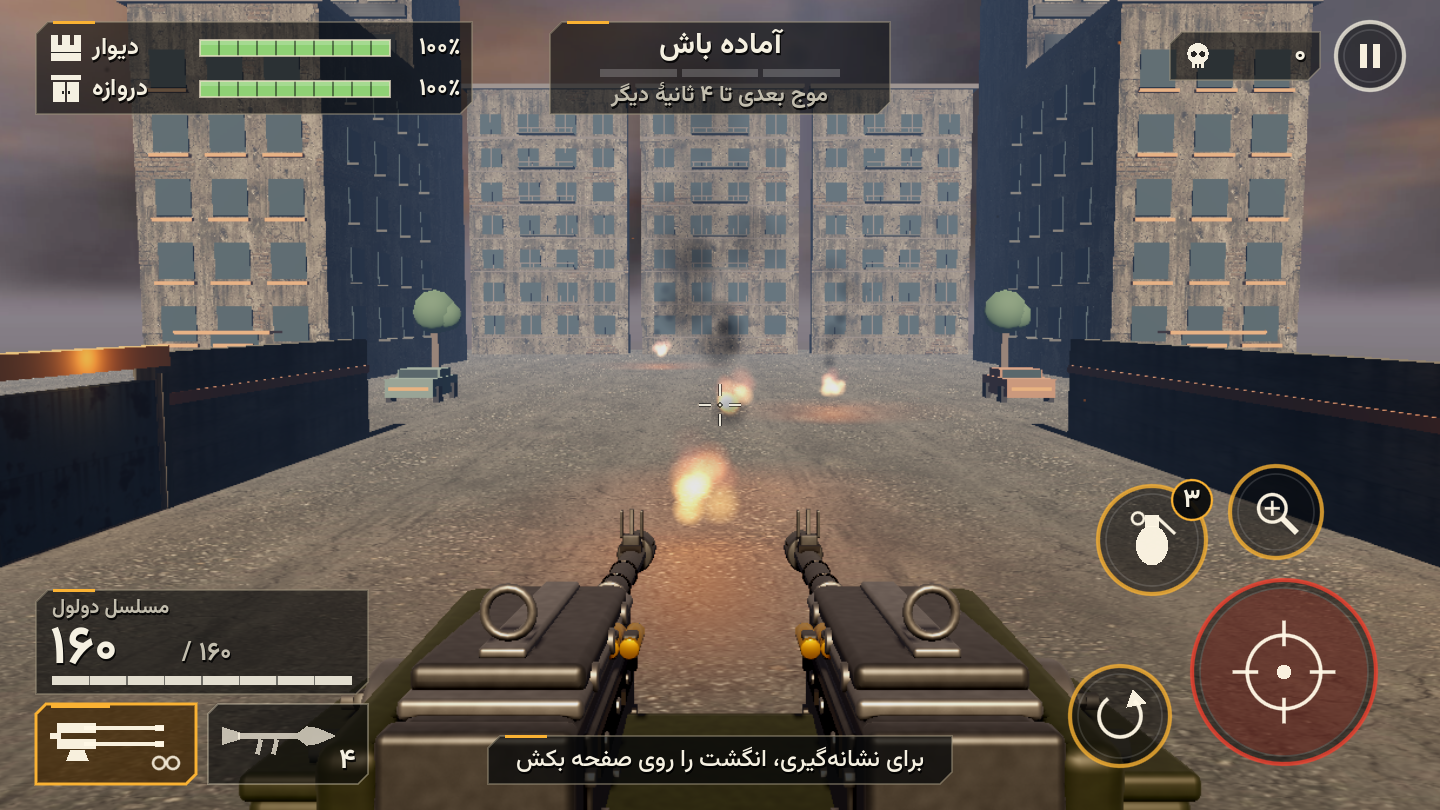 دیوار ۱۰۰٪
دروازه ۱۰۰٪
آماده باش
موج بعدی تا ۴ ثانیهٔ دیگر
۰
۳
مسلسل دولول
۱۶۰ / ۱۶۰
∞
۴
برای نشانه‌گیری، انگشت را روی صفحه بکش